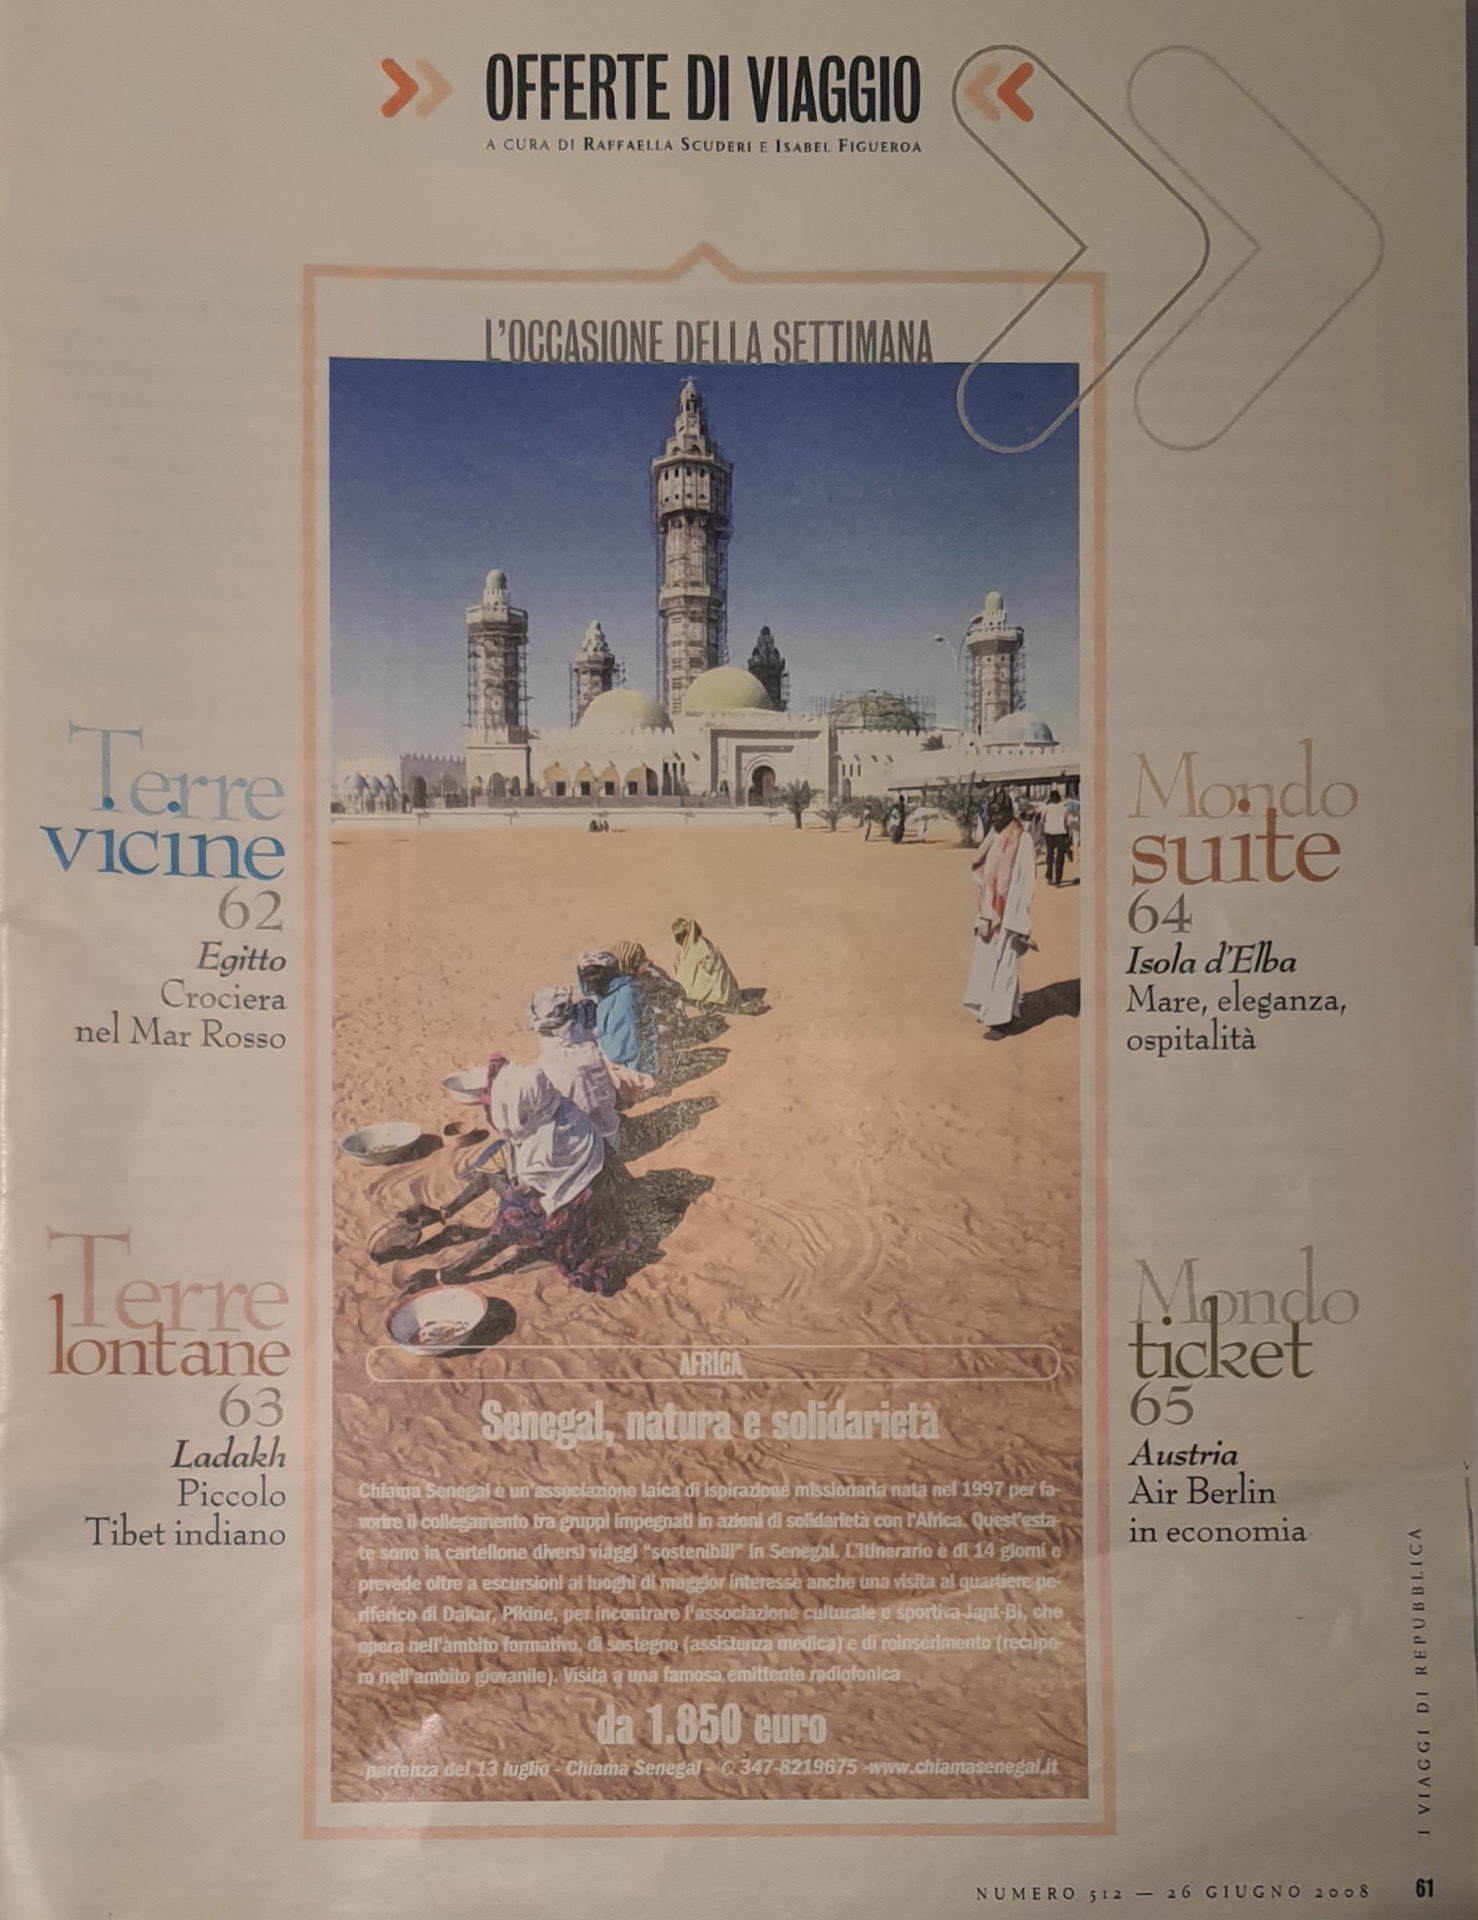 OFFERTE DI VIAGGIO
A CURA DI RAFFAELLA SCUDERI E ISABEL FIGUEROA
L'OCCASIONE DELLA SETTIMANA
Terre
vicine
62
Egitto
Crociera
nel Mar Rosso
Terre
lontane
63
Ladakh
Piccolo
Tibet indiano
Mondo
suite
64
Isola d'Elba
Mare, eleganza,
ospitalità
Mondo
ticket
65
Austria
Air Berlin
in economia
AFRICA
Senegal, natura e solidarietà
Chiama Senegal è un'associazione laica di ispirazione missionaria nata nel 1997 per fa-
vorire il collegamento tra gruppi impegnati in azioni di solidarietà con l'Africa. Quest'esta-
te sono in cartellone diversi viaggi "sostenibili" in Senegal. L'itinerario è di 14 giorni e
prevede oltre a escursioni ai luoghi di maggior interesse anche una visita al quartiere pe-
riferico di Dakar, Pikine, per incontrare l'associazione culturale e sportiva Jant-Bi, che
opera nell'ambito formativo, di sostegno (assistenza medica) e di reinserimento (recupe-
ro nell'ambito giovanile). Visita a una famosa emittente radiofonica
da 1.850 euro
partenza del 13 luglio - Chiama Senegal - ✆ 347-8219675 -www.chiamasenegal.it
I VIAGGI DI REPUBBLICA
NUMERO 512 — 26 GIUGNO 2008 61